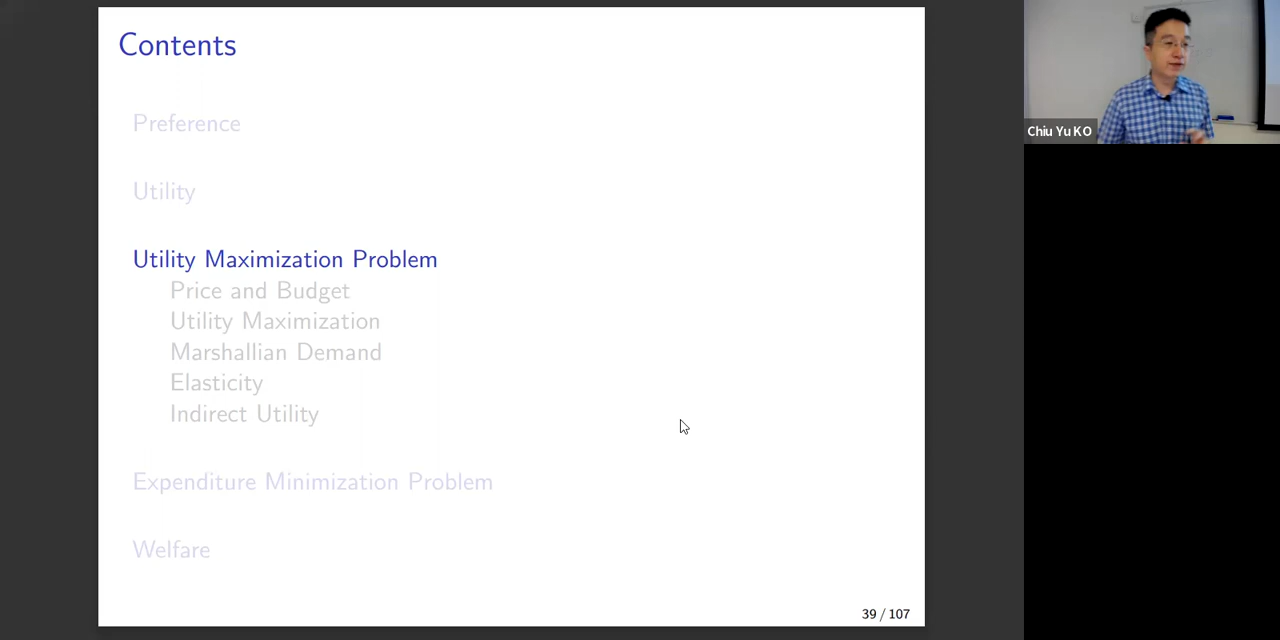 Contents
Preference
Utility
Utility Maximization Problem
Price and Budget
Utility Maximization
Marshallian Demand
Elasticity
Indirect Utility
Expenditure Minimization Problem
Welfare
39 / 107
Chiu Yu KO